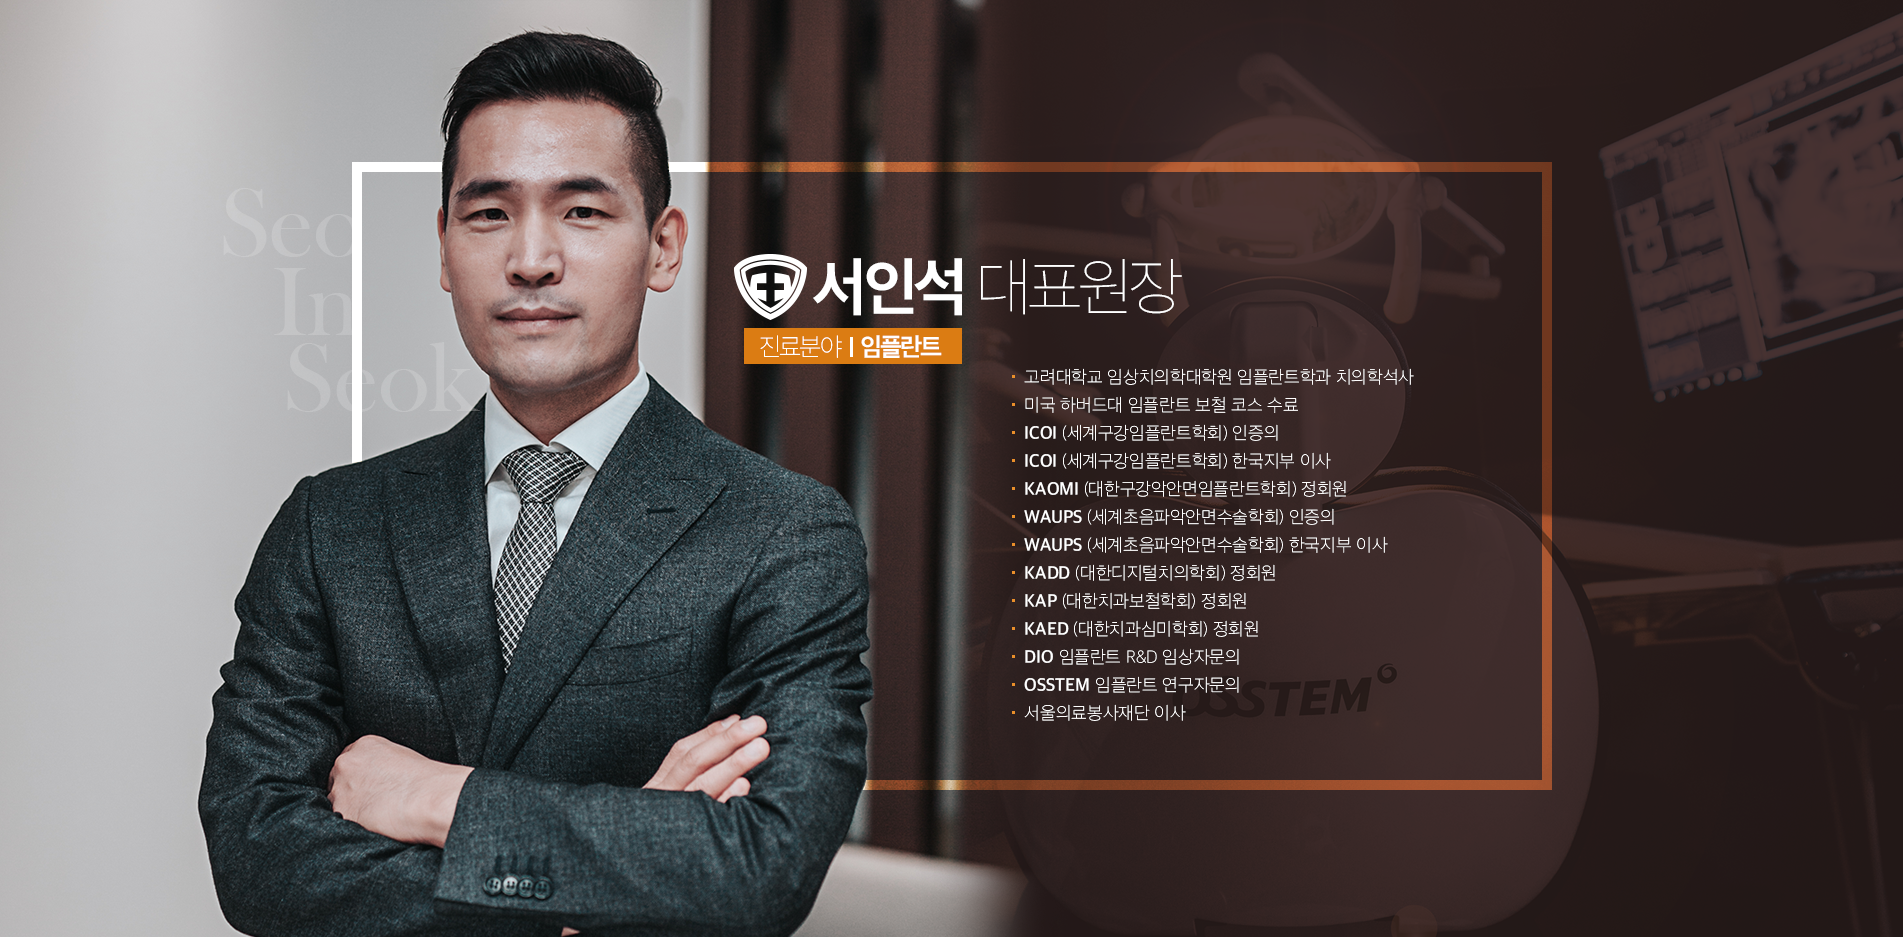 Seo
In
Seok
서인석 대표원장
진료분야 | 임플란트
· 고려대학교 임상치의학대학원 임플란트학과 치의학석사
· 미국 하버드대 임플란트 보철 코스 수료
· ICOI (세계구강임플란트학회) 인증의
· ICOI (세계구강임플란트학회) 한국지부 이사
· KAOMI (대한구강악안면임플란트학회) 정회원
· WAUPS (세계초음파악안면수술학회) 인증의
· WAUPS (세계초음파악안면수술학회) 한국지부 이사
· KADD (대한디지털치의학회) 정회원
· KAP (대한치과보철학회) 정회원
· KAED (대한치과심미학회) 정회원
· DIO 임플란트 R&D 임상자문의
· OSSTEM 임플란트 연구자문의
· 서울의료봉사재단 이사
OSSTEM